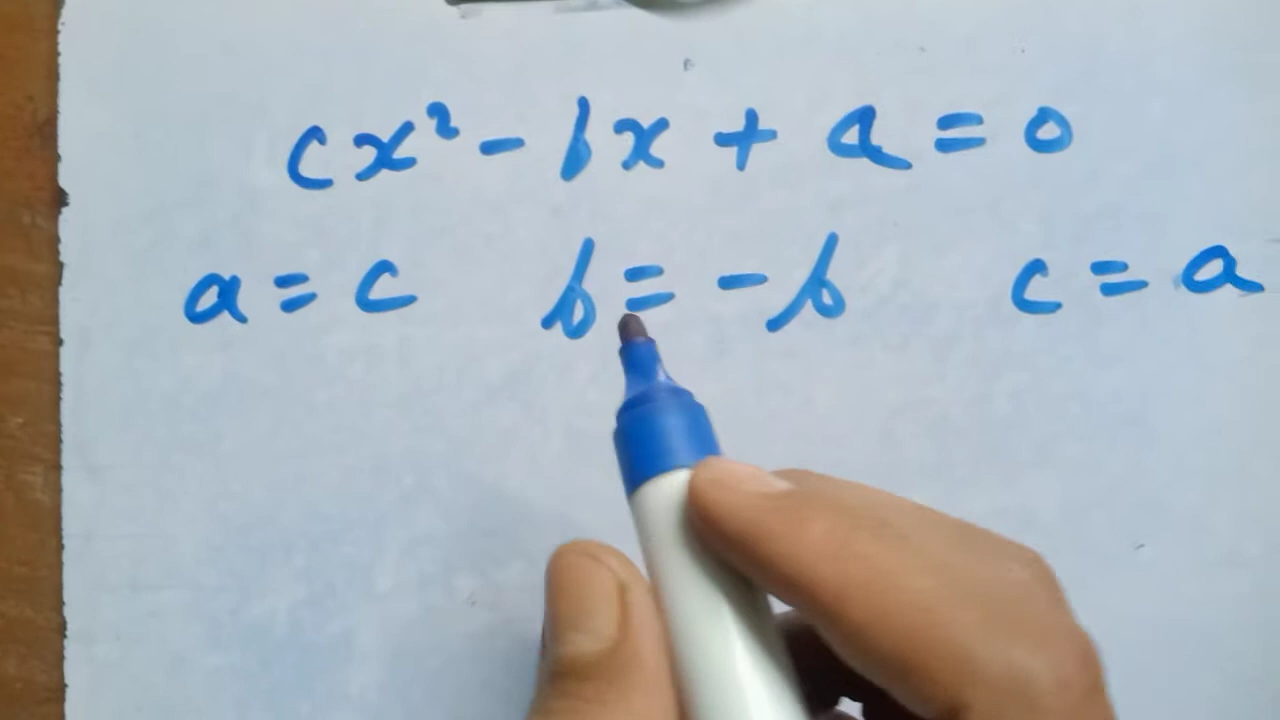 cx² - bx + a = 0
a = c b = - b c = a